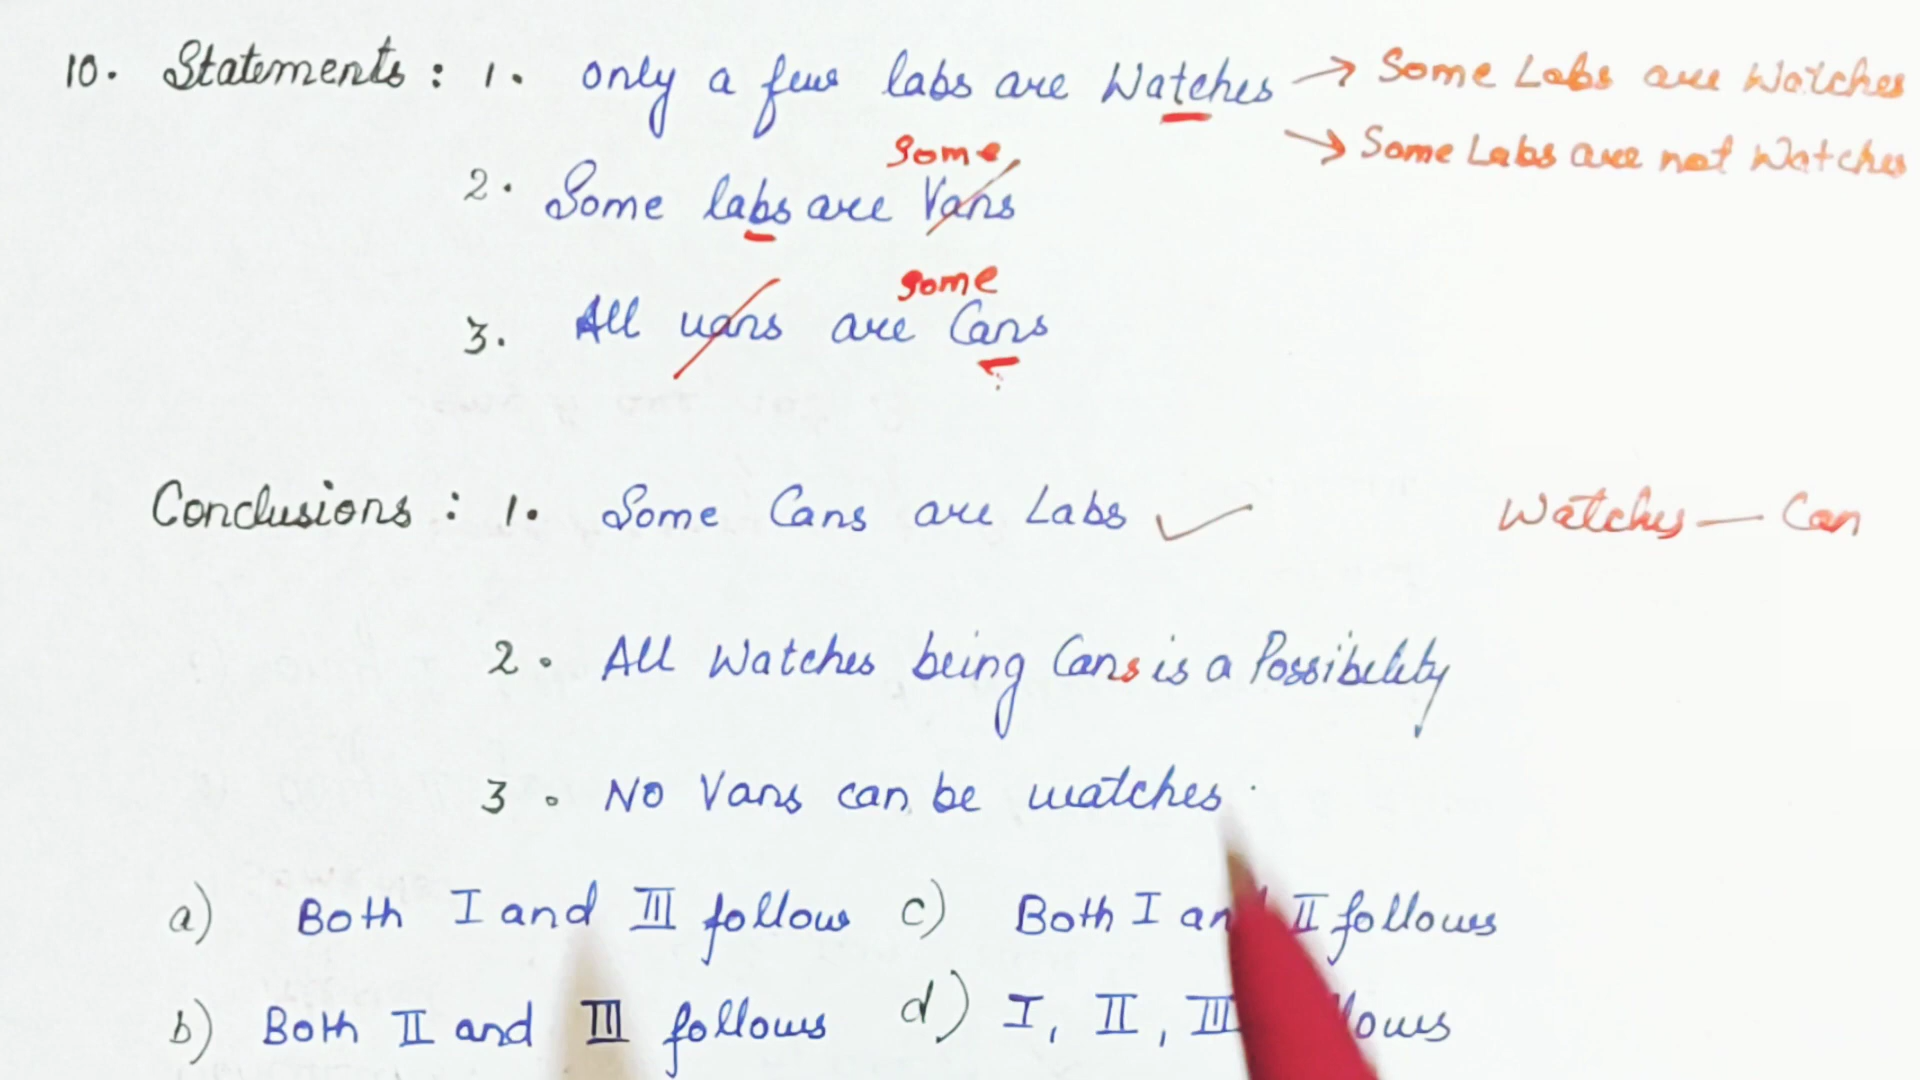 10. Statements : 1. only a few labs are Watches → Some Labs are Watches
→ Some Labs are not Watches
some
2. Some labs are Vans
some
3. All vans are Cans
Conclusions : 1. Some Cans are Labs ✓ Watches — Can
2. All Watches being Cans is a Possibility
3. No Vans can be watches.
a) Both I and III follow c) Both I and II follows
b) Both II and III follows d) I, II, III